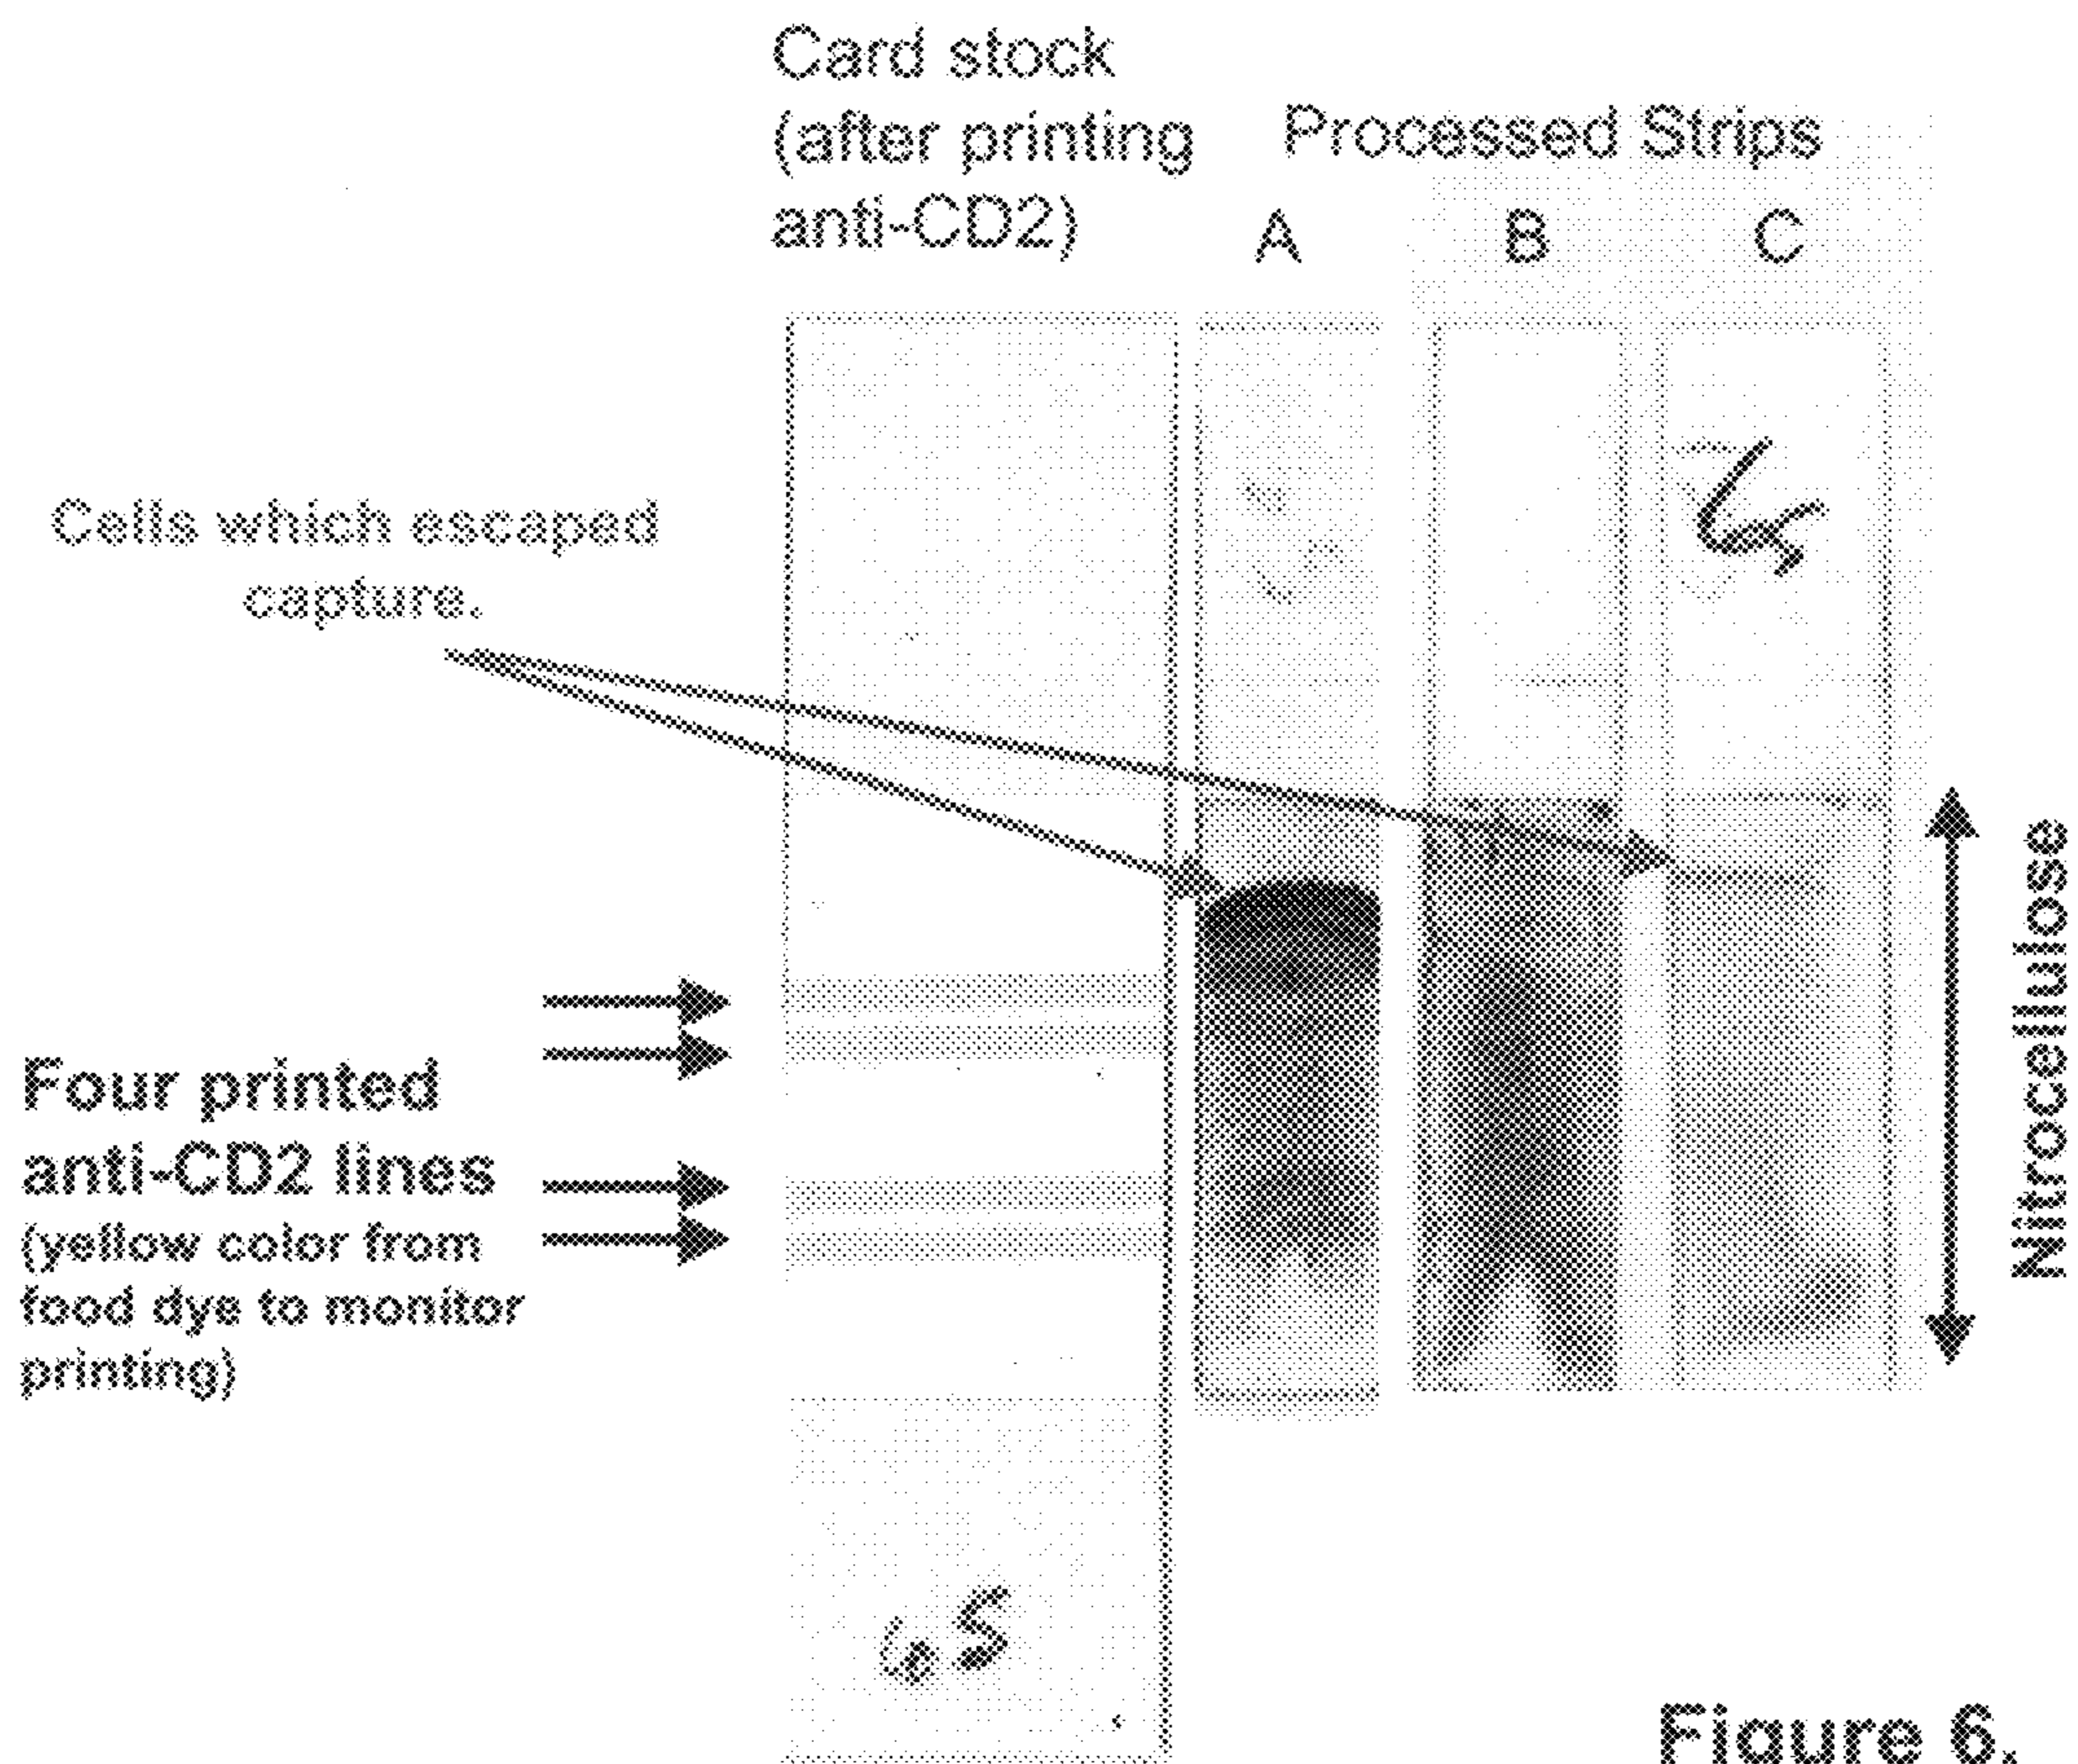 Card stock
(after printing
anti-CD2)
Processed Strips
A B C
Cells which escaped
capture.
Four printed
anti-CD2 lines
(yellow color from
food dye to monitor
printing)
Nitrocellulose
Figure 6.